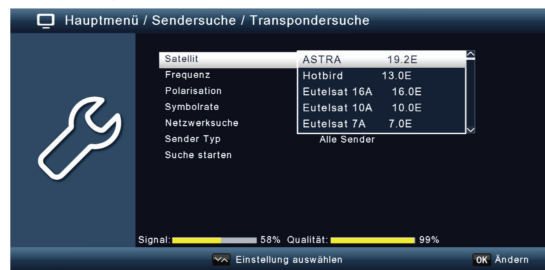 Hauptmenü / Sendersuche / Transpondersuche
Satellit ASTRA 19.2E
Frequenz Hotbird 13.0E
Polarisation Eutelsat 16A 16.0E
Symbolrate Eutelsat 10A 10.0E
Netzwerksuche Eutelsat 7A 7.0E
Sender Typ Alle Sender
Suche starten
Signal: 58% Qualität: 99%
Einstellung auswählen OK Ändern